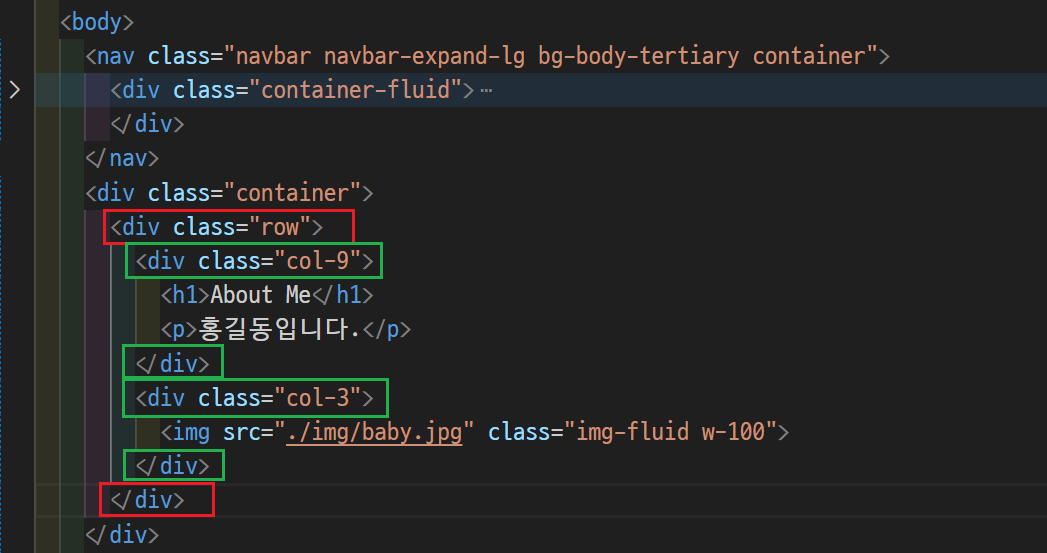 <body>
<nav class="navbar navbar-expand-lg bg-body-tertiary container">
<div class="container-fluid"> ⋯
</div>
</nav>
<div class="container">
<div class="row">
<div class="col-9">
<h1>About Me</h1>
<p>홍길동입니다.</p>
</div>
<div class="col-3">
<img src="./img/baby.jpg" class="img-fluid w-100">
</div>
</div>
</div>